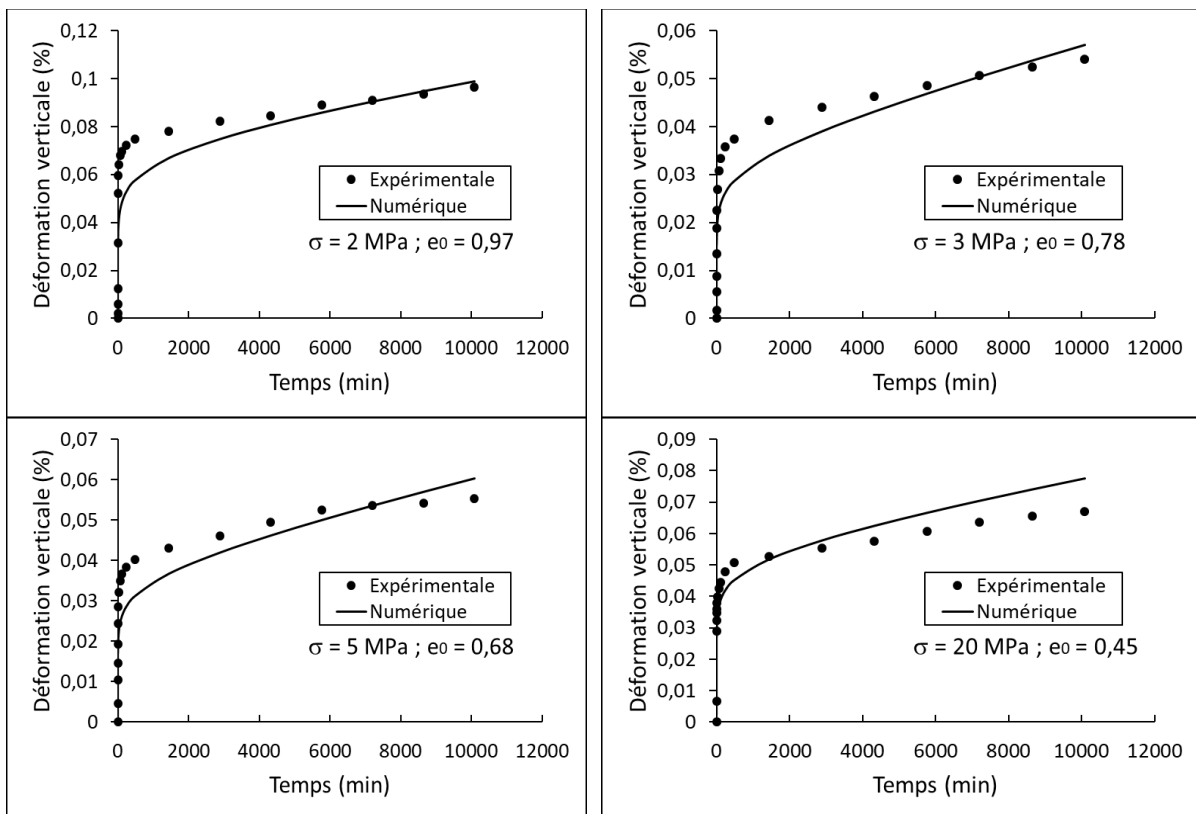 Déformation verticale (%)
0,12
0,1
0,08
0,06
0,04
0,02
0
Expérimentale
Numérique
σ = 2 MPa ; e0 = 0,97
0 2000 4000 6000 8000 10000 12000
Temps (min)
Déformation verticale (%)
0,06
0,05
0,04
0,03
0,02
0,01
0
Expérimentale
Numérique
σ = 3 MPa ; e0 = 0,78
0 2000 4000 6000 8000 10000 12000
Temps (min)
Déformation verticale (%)
0,07
0,06
0,05
0,04
0,03
0,02
0,01
0
Expérimentale
Numérique
σ = 5 MPa ; e0 = 0,68
0 2000 4000 6000 8000 10000 12000
Temps (min)
Déformation verticale (%)
0,09
0,08
0,07
0,06
0,05
0,04
0,03
0,02
0,01
0
Expérimentale
Numérique
σ = 20 MPa ; e0 = 0,45
0 2000 4000 6000 8000 10000 12000
Temps (min)